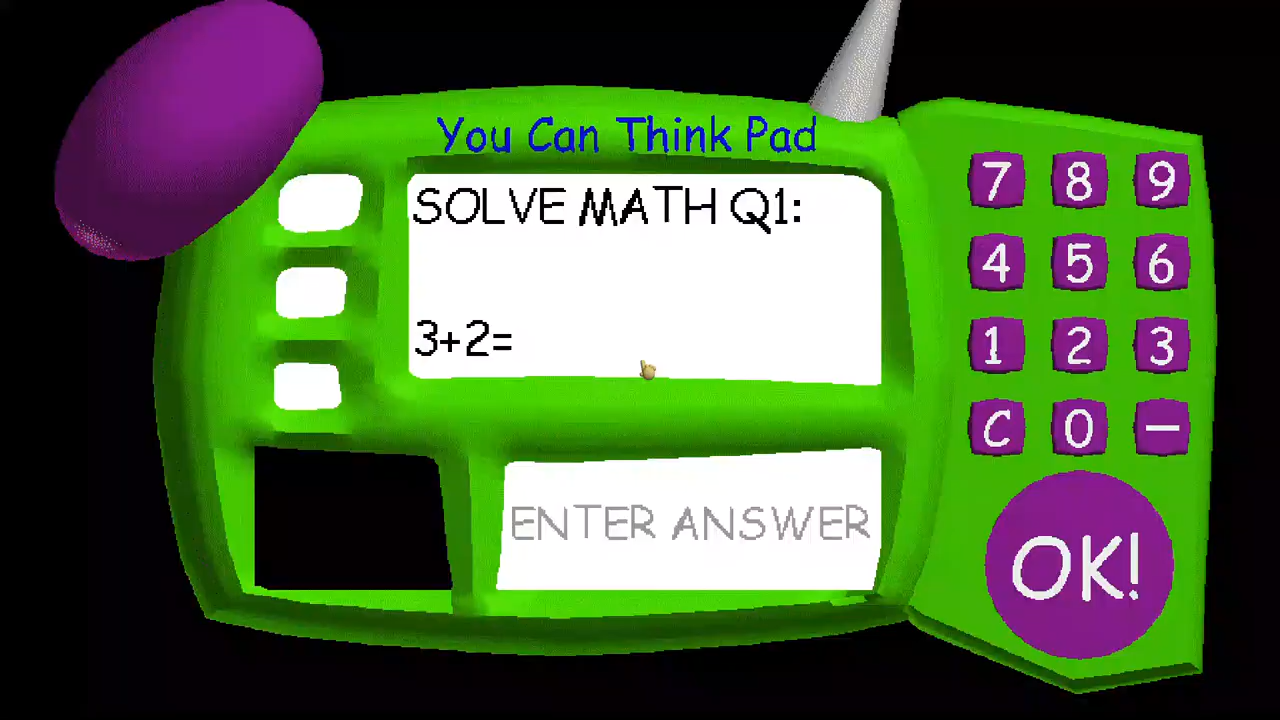 You Can Think Pad
SOLVE MATH Q1:
3+2=
ENTER ANSWER
7 8 9
4 5 6
1 2 3
C 0 −
OK!